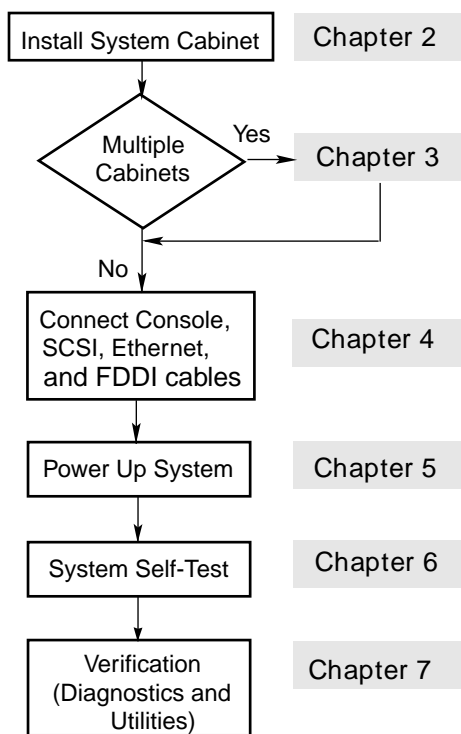 Install System Cabinet
Chapter 2
Multiple
Cabinets
Yes
Chapter 3
No
Connect Console,
SCSI, Ethernet,
and FDDI cables
Chapter 4
Power Up System
Chapter 5
System Self-Test
Chapter 6
Verification
(Diagnostics and
Utilities)
Chapter 7